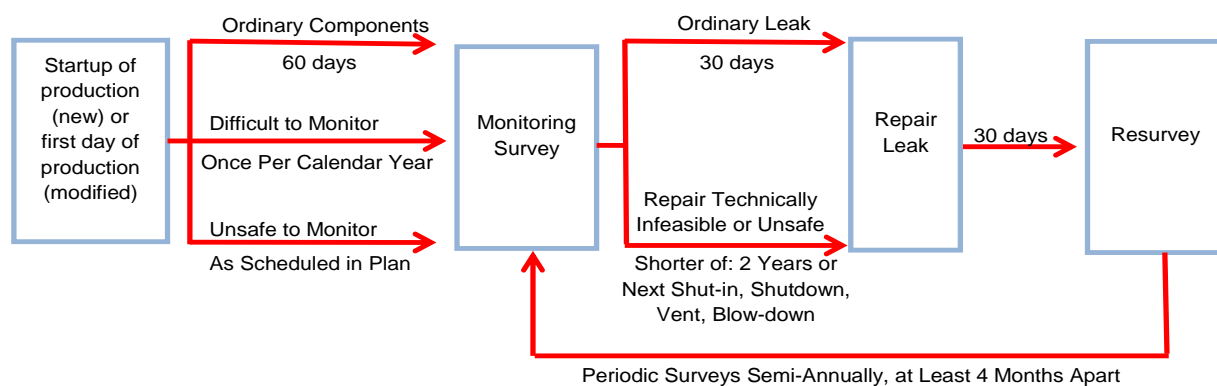 Startup of
production
(new) or
first day of
production
(modified)
Ordinary Components
60 days
Difficult to Monitor
Once Per Calendar Year
Unsafe to Monitor
As Scheduled in Plan
Monitoring
Survey
Ordinary Leak
30 days
Repair Technically
Infeasible or Unsafe
Shorter of: 2 Years or
Next Shut-in, Shutdown,
Vent, Blow-down
Repair
Leak
30 days
Resurvey
Periodic Surveys Semi-Annually, at Least 4 Months Apart